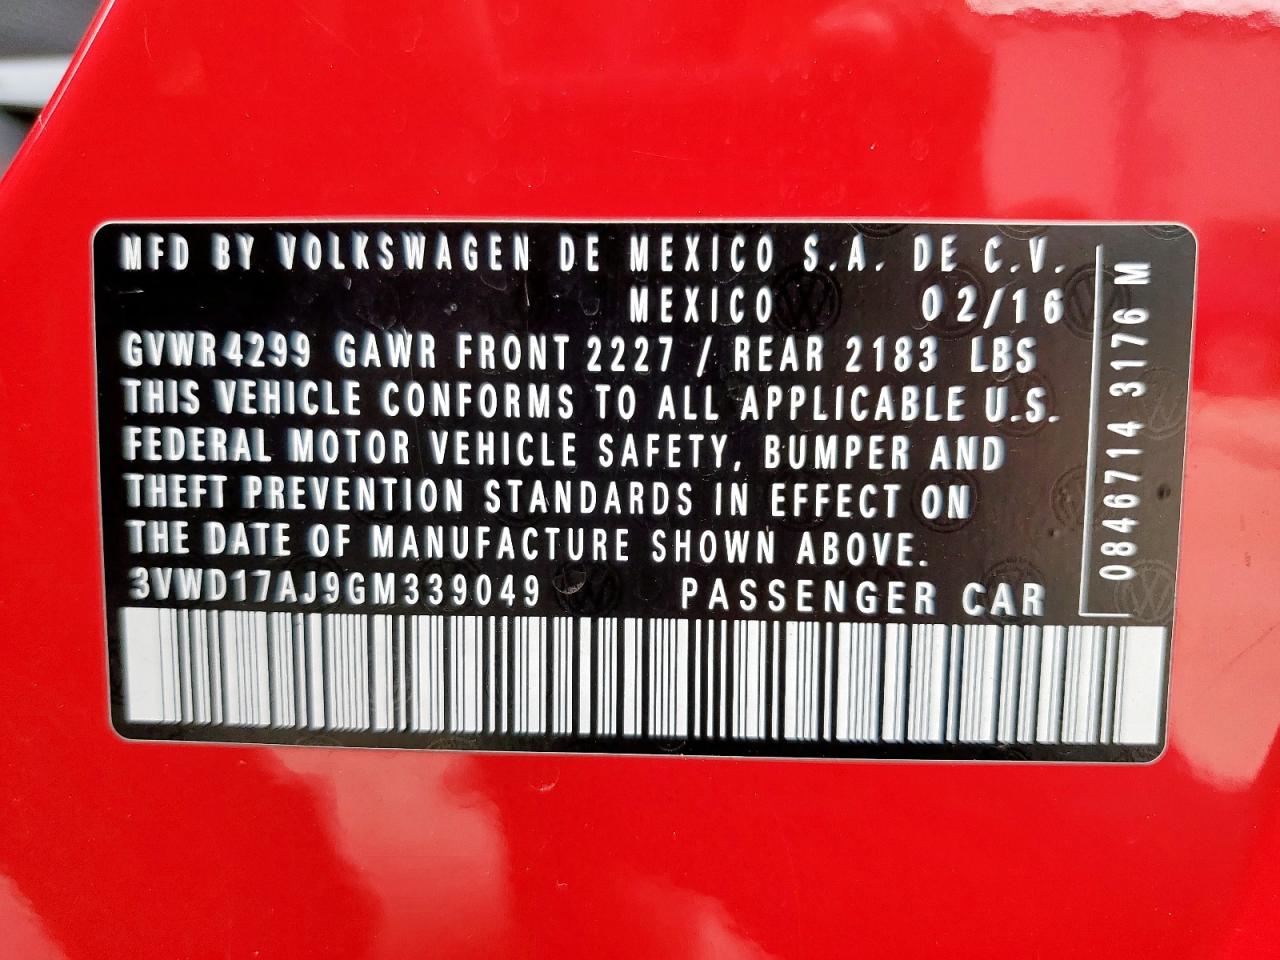 MFD BY VOLKSWAGEN DE MEXICO S.A. DE C.V.
MEXICO 02/16
GVWR 4299 GAWR FRONT 2227 / REAR 2183 LBS
THIS VEHICLE CONFORMS TO ALL APPLICABLE U.S.
FEDERAL MOTOR VEHICLE SAFETY, BUMPER AND
THEFT PREVENTION STANDARDS IN EFFECT ON
THE DATE OF MANUFACTURE SHOWN ABOVE.
3VWD17AJ9GM339049 PASSENGER CAR
0846714 3176 M